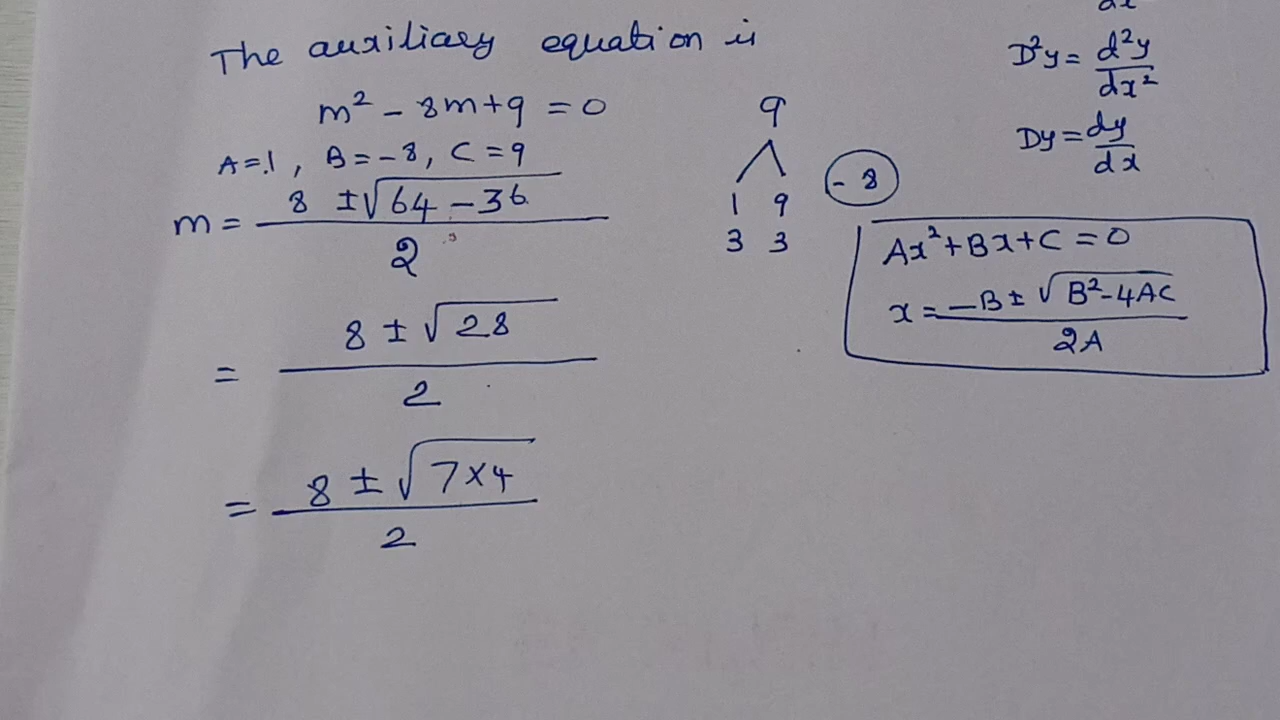 The auxiliary equation is
m² - 8m + 9 = 0
A = 1, B = -8, C = 9
m = 8 ± √64 - 36 / 2
= 8 ± √28 / 2
= 8 ± √7×4 / 2
9
1 9
3 3
- 8
D²y = d²y/dx²
Dy = dy/dx
Ax² + Bx + C = 0
x = -B ± √B² - 4AC / 2A